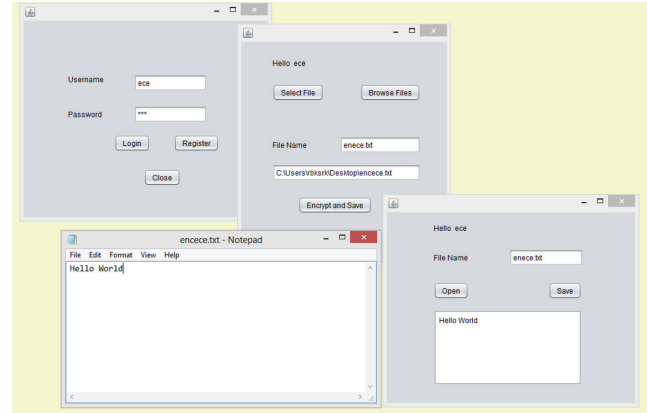 Username ece
Password ***
Login Register
Close
Hello ece
Select File Browse Files
File Name enece.txt
C:\Users\rbksrk\Desktop\encece.txt
Encrypt and Save
encece.txt - Notepad
File Edit Format View Help
Hello World
Hello ece
File Name enece.txt
Open Save
Hello World